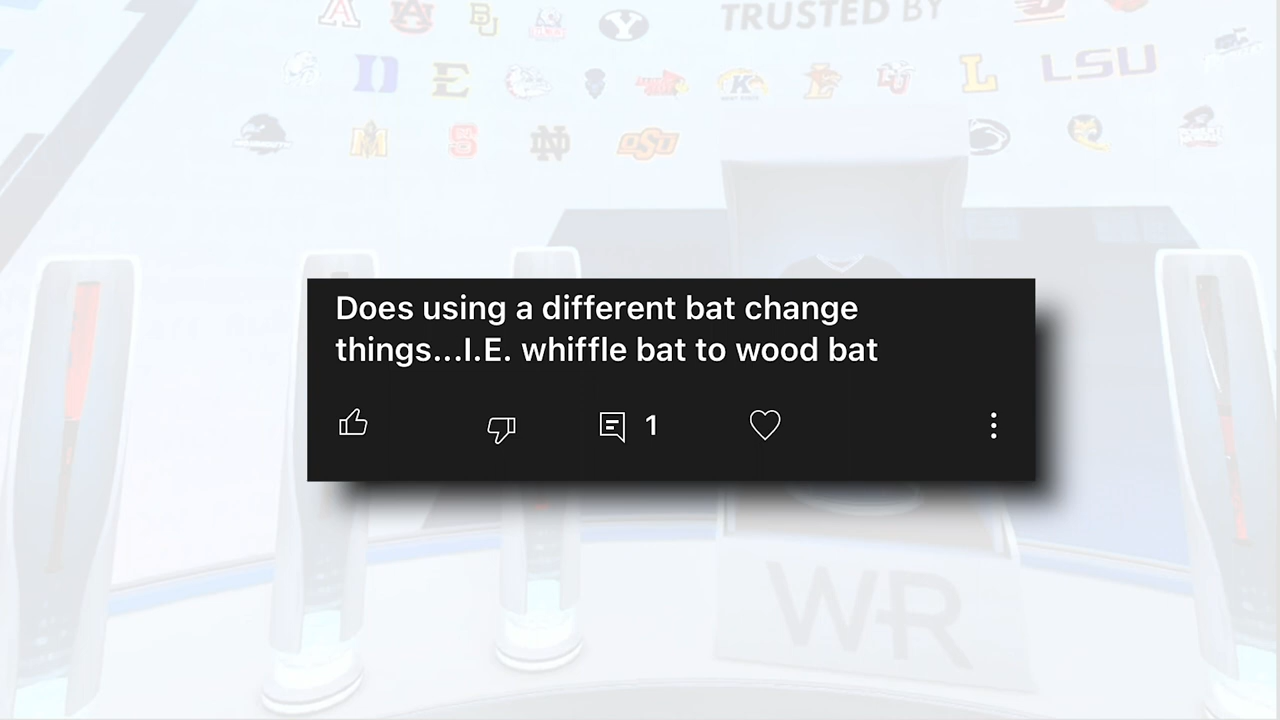 TRUSTED BY
LSU
Does using a different bat change
things...I.E. whiffle bat to wood bat
1
WR